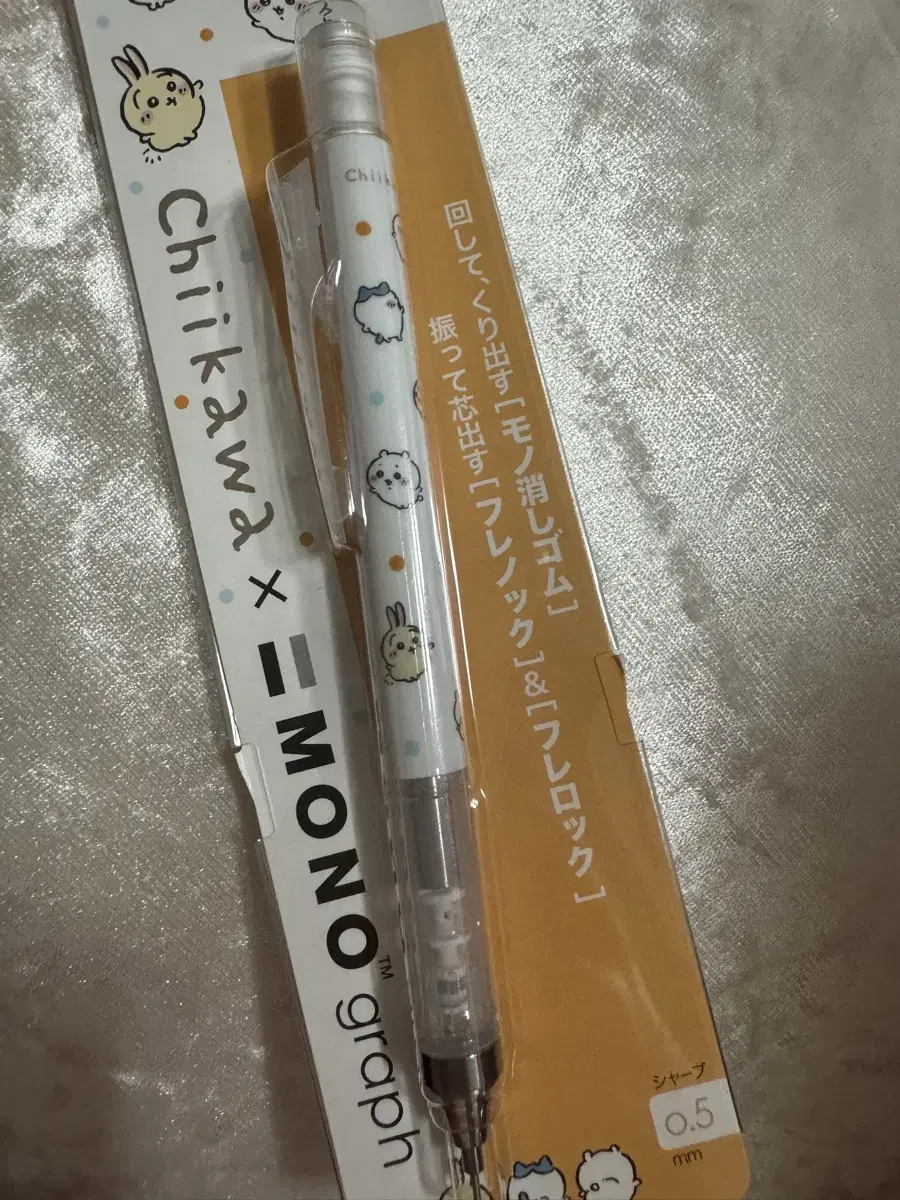 Chiikawa × MONO™ graph
Chiik
回して、くり出す[モノ消しゴム]
振って芯出す[フレノック]&[フレロック]
シャープ
0.5
mm